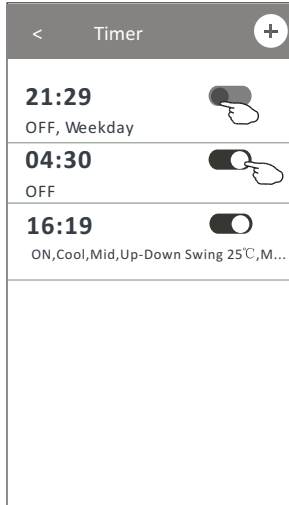 < Timer +
21:29
OFF, Weekday
04:30
OFF
16:19
ON,Cool,Mid,Up-Down Swing 25℃,M...